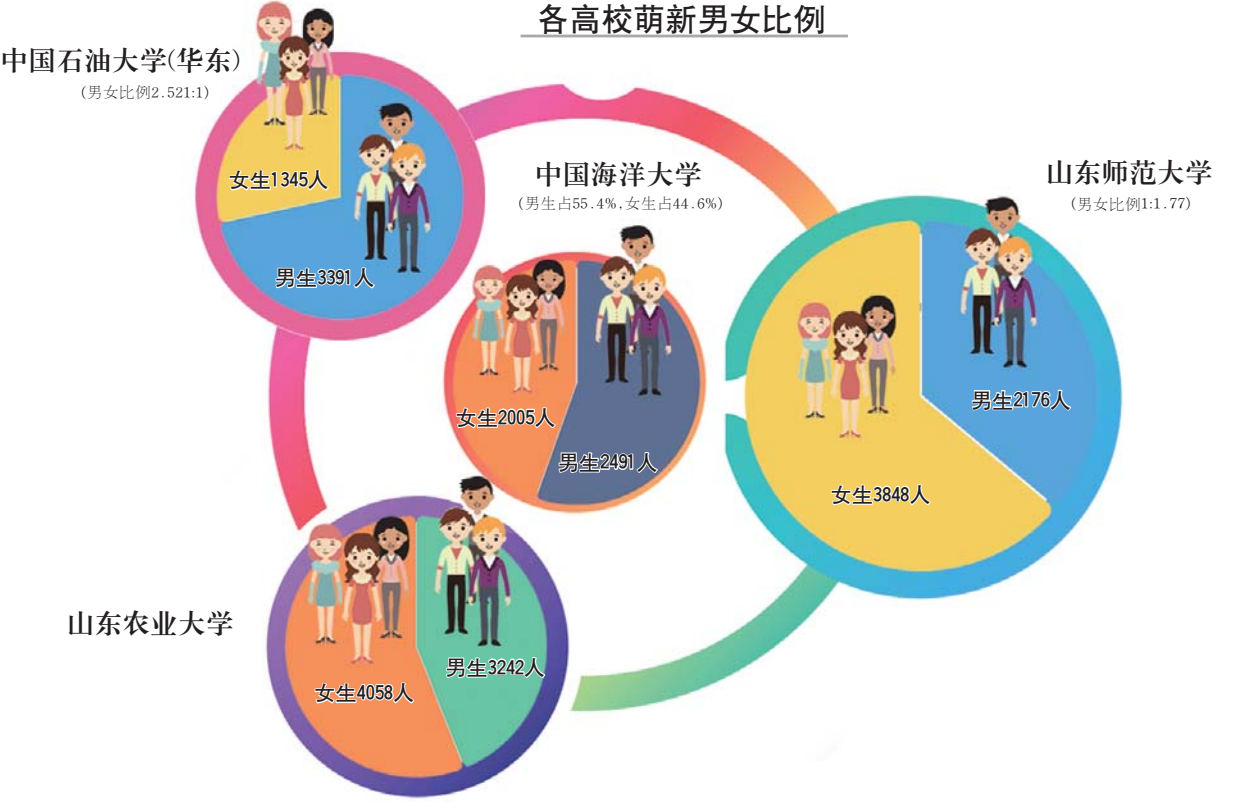 各高校萌新男女比例
中国石油大学(华东)
(男女比例2.521:1)
女生1345人
男生3391人
中国海洋大学
(男生占55.4%,女生占44.6%)
女生2005人
男生2491人
山东师范大学
(男女比例1:1.77)
男生2176人
女生3848人
山东农业大学
男生3242人
女生4058人